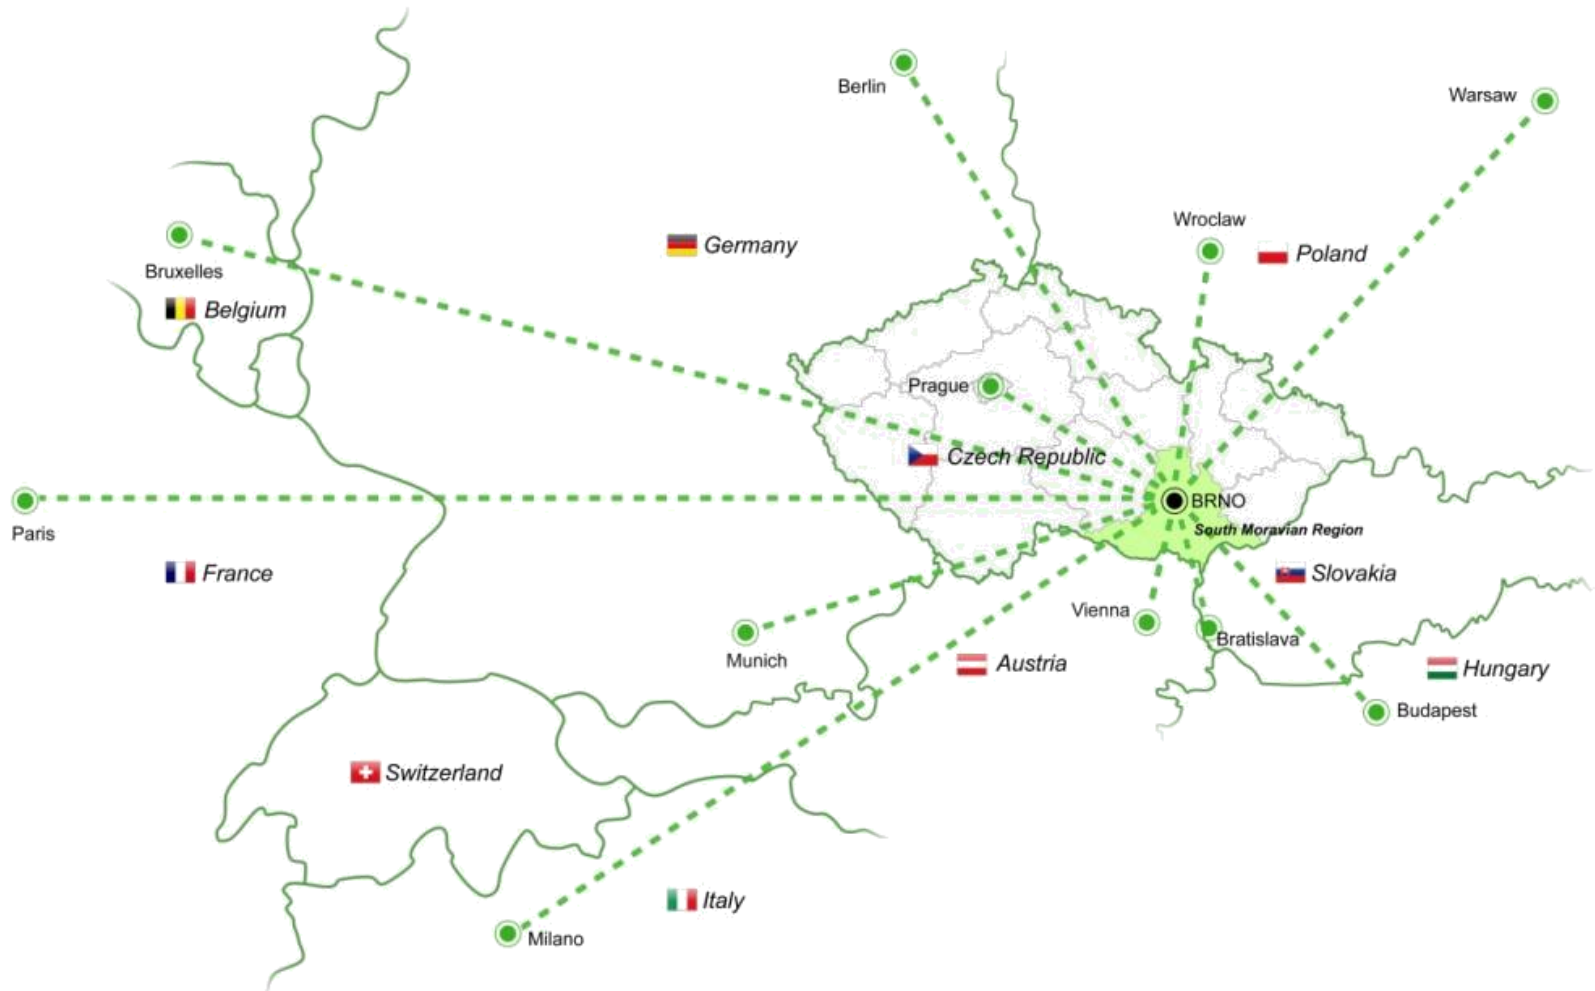 Berlin
Warsaw
Wroclaw
Germany
Poland
Bruxelles
Belgium
Prague
Czech Republic
BRNO
Paris
South Moravian Region
France
Slovakia
Vienna
Bratislava
Munich
Austria
Hungary
Budapest
Switzerland
Italy
Milano